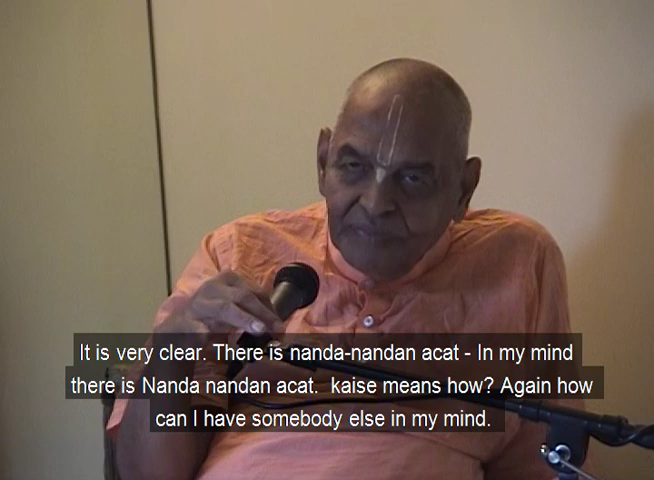 It is very clear. There is nanda-nandan acat - In my mind
there is Nanda nandan acat.  kaise means how? Again how
can I have somebody else in my mind.